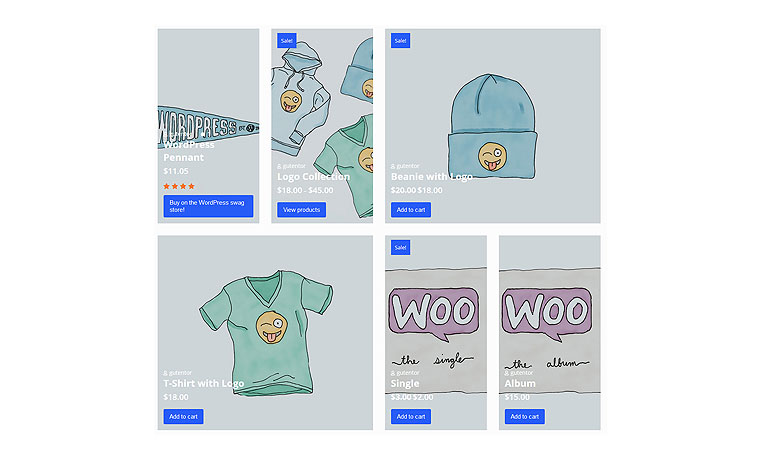 WORDPRESS
gutentor
WordPress
Pennant
$11.05
Buy on the WordPress swag
store!
Sale!
gutentor
Logo Collection
$18.00 - $45.00
View products
Sale!
gutentor
Beanie with Logo
$20.00 $18.00
Add to cart
gutentor
T-Shirt with Logo
$18.00
Add to cart
Sale!
WOO
the single
gutentor
Single
$3.00 $2.00
Add to cart
WOO
the album
gutentor
Album
$15.00
Add to cart